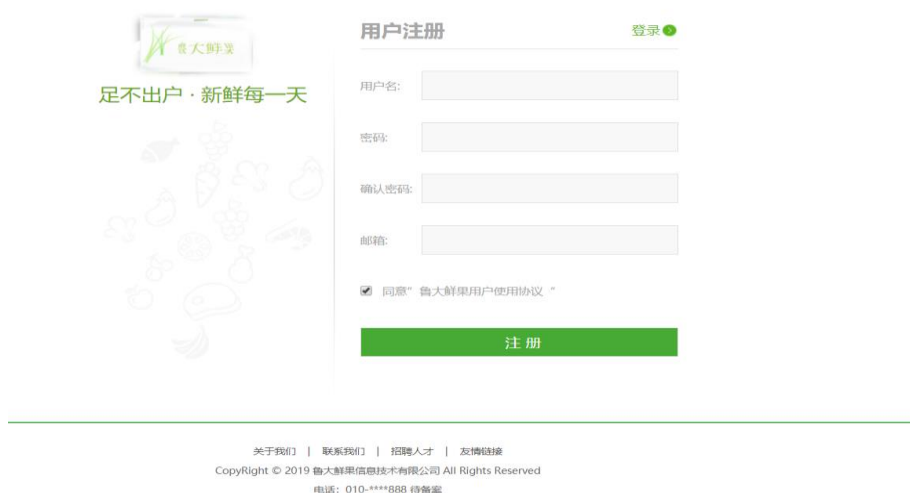 鲁大鲜果
足不出户 · 新鲜每一天
用户注册
登录
用户名:
密码:
确认密码:
邮箱:
同意” 鲁大鲜果用户使用协议 “
注 册
关于我们 | 联系我们 | 招聘人才 | 友情链接
CopyRight © 2019 鲁大鲜果信息技术有限公司 All Rights Reserved
电话：010-****888 待备案